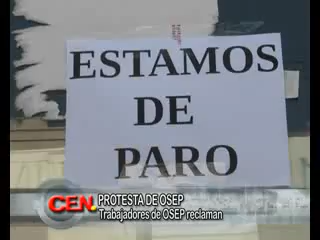 ESTAMOS
DE
PARO
CEN.
PROTESTA DE OSEP
Trabajadores de OSEP reclaman